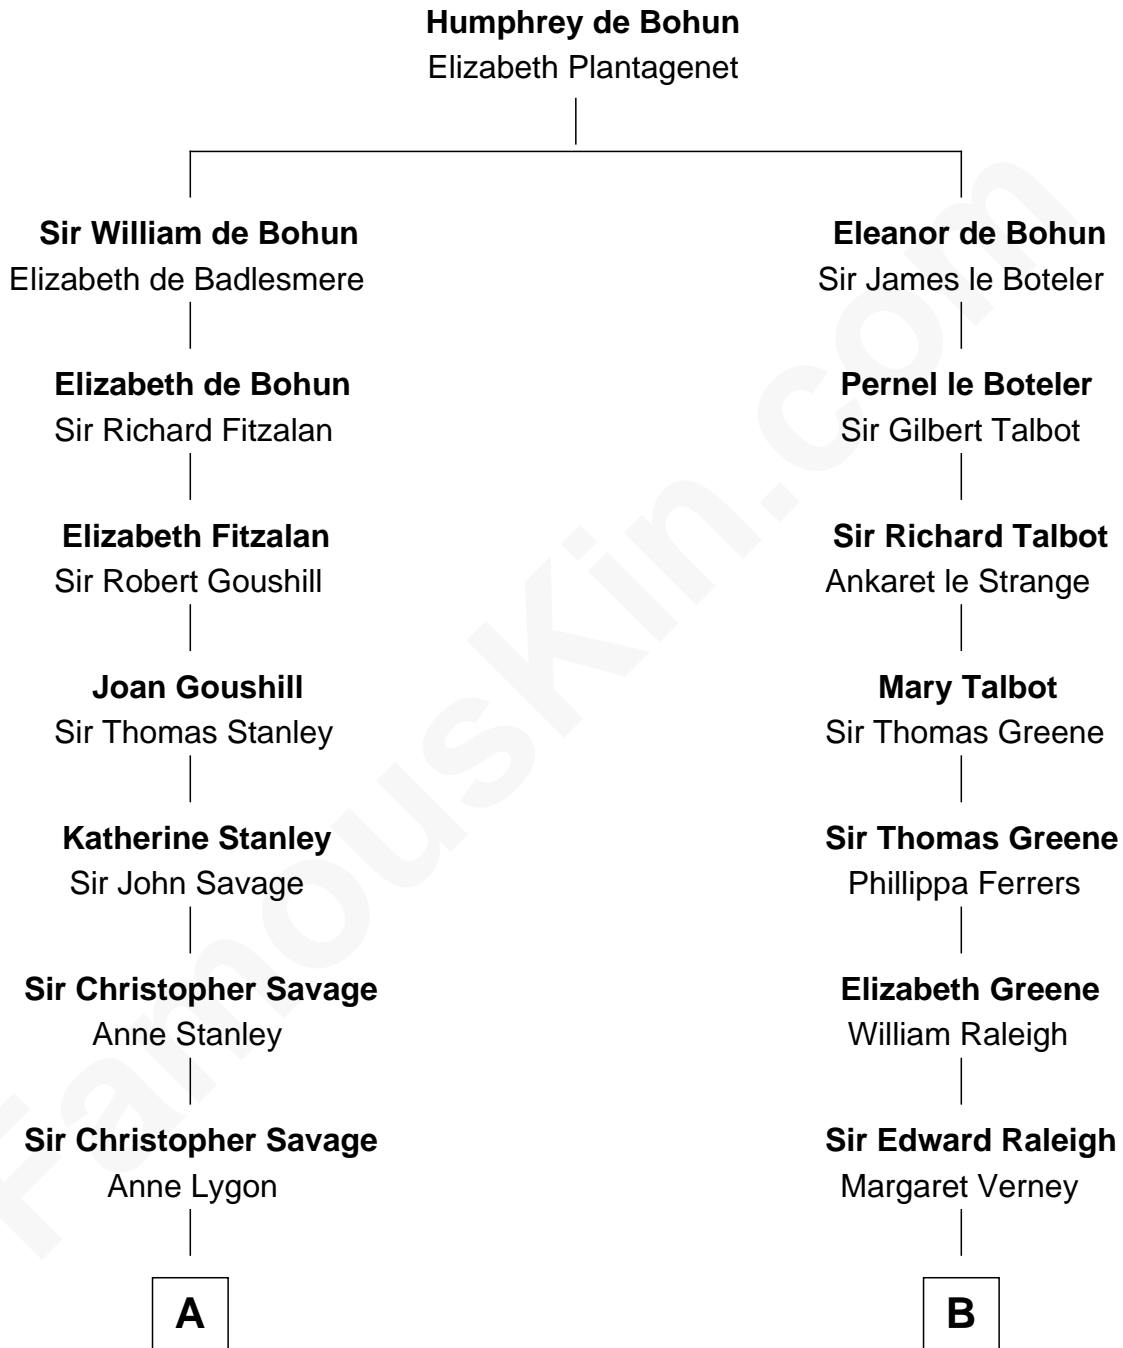 Humphrey de Bohun
Elizabeth Plantagenet
Sir William de Bohun
Elizabeth de Badlesmere
Eleanor de Bohun
Sir James le Boteler
Elizabeth de Bohun
Sir Richard Fitzalan
Pernel le Boteler
Sir Gilbert Talbot
Elizabeth Fitzalan
Sir Robert Goushill
Sir Richard Talbot
Ankaret le Strange
Joan Goushill
Sir Thomas Stanley
Mary Talbot
Sir Thomas Greene
Katherine Stanley
Sir John Savage
Sir Thomas Greene
Phillippa Ferrers
Sir Christopher Savage
Anne Stanley
Elizabeth Greene
William Raleigh
Sir Christopher Savage
Anne Lygon
Sir Edward Raleigh
Margaret Verney
A
B
FamousKin.com